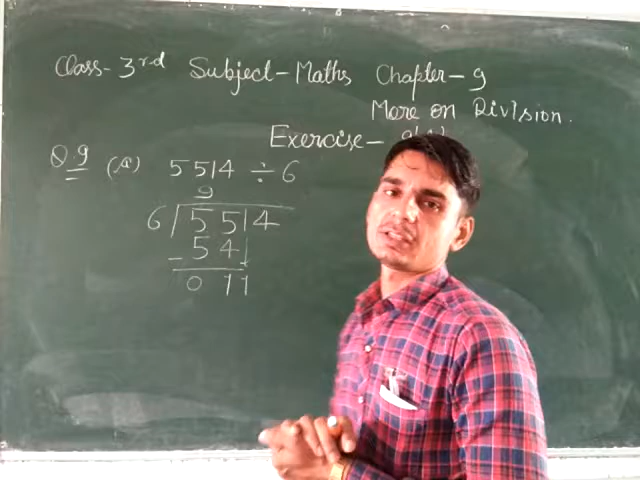 Class-3rd Subject-Maths Chapter-9
More on Division.
Exercise-
Q9 (A) 5514 ÷ 6
9
6 5514
- 54
011